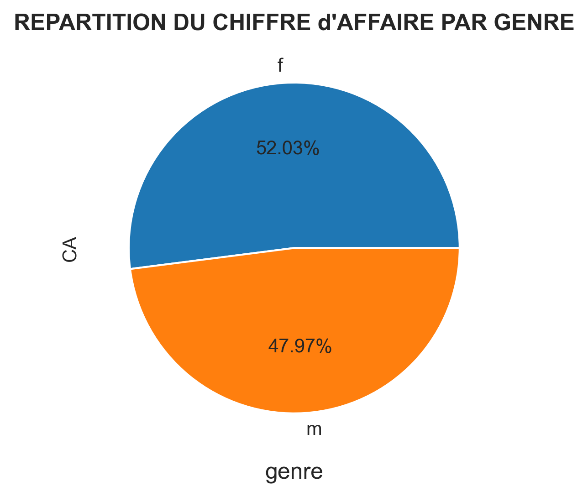 REPARTITION DU CHIFFRE d'AFFAIRE PAR GENRE
f
52.03%
CA
47.97%
m
genre